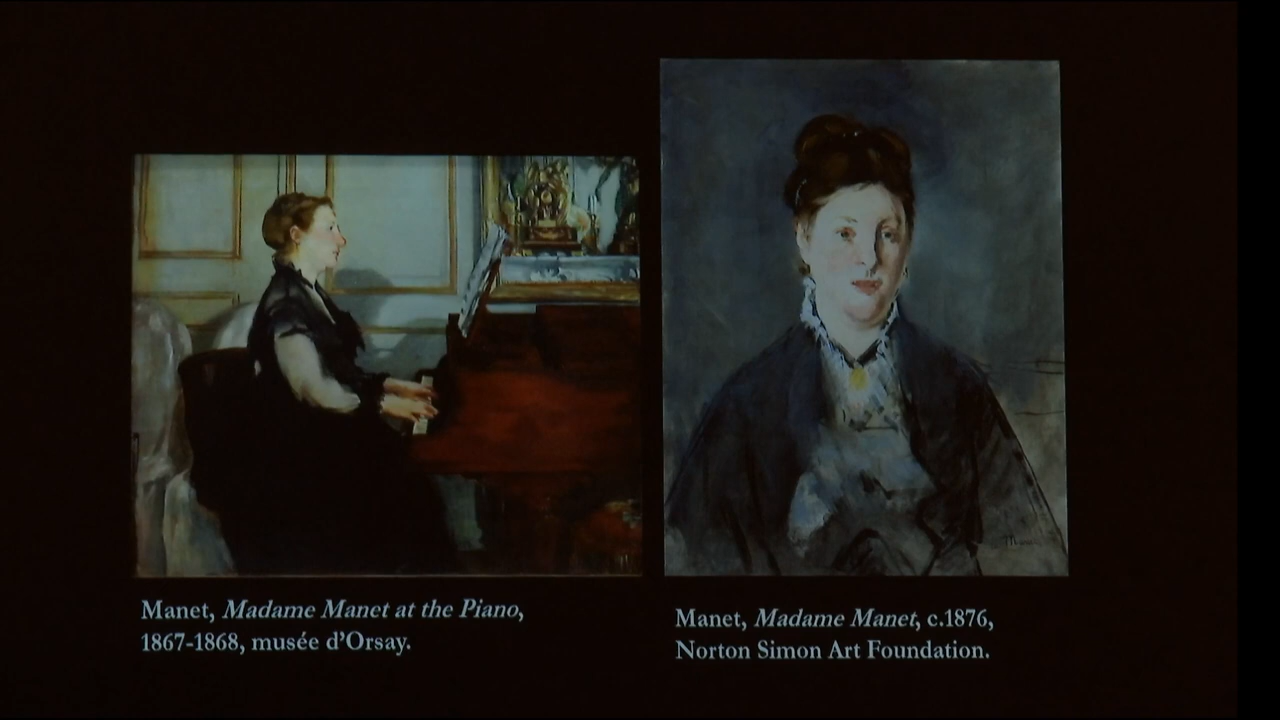 Manet, Madame Manet at the Piano,
1867-1868, musée d'Orsay.
Manet, Madame Manet, c.1876,
Norton Simon Art Foundation.